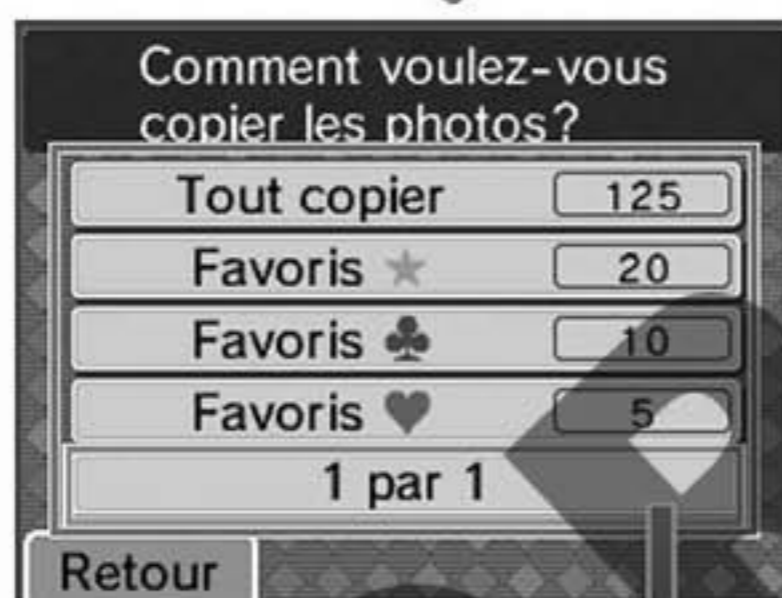 Comment voulez-vous
copier les photos?
Tout copier 125
Favoris ★ 20
Favoris ♣ 10
Favoris ♥ 5
1 par 1
Retour